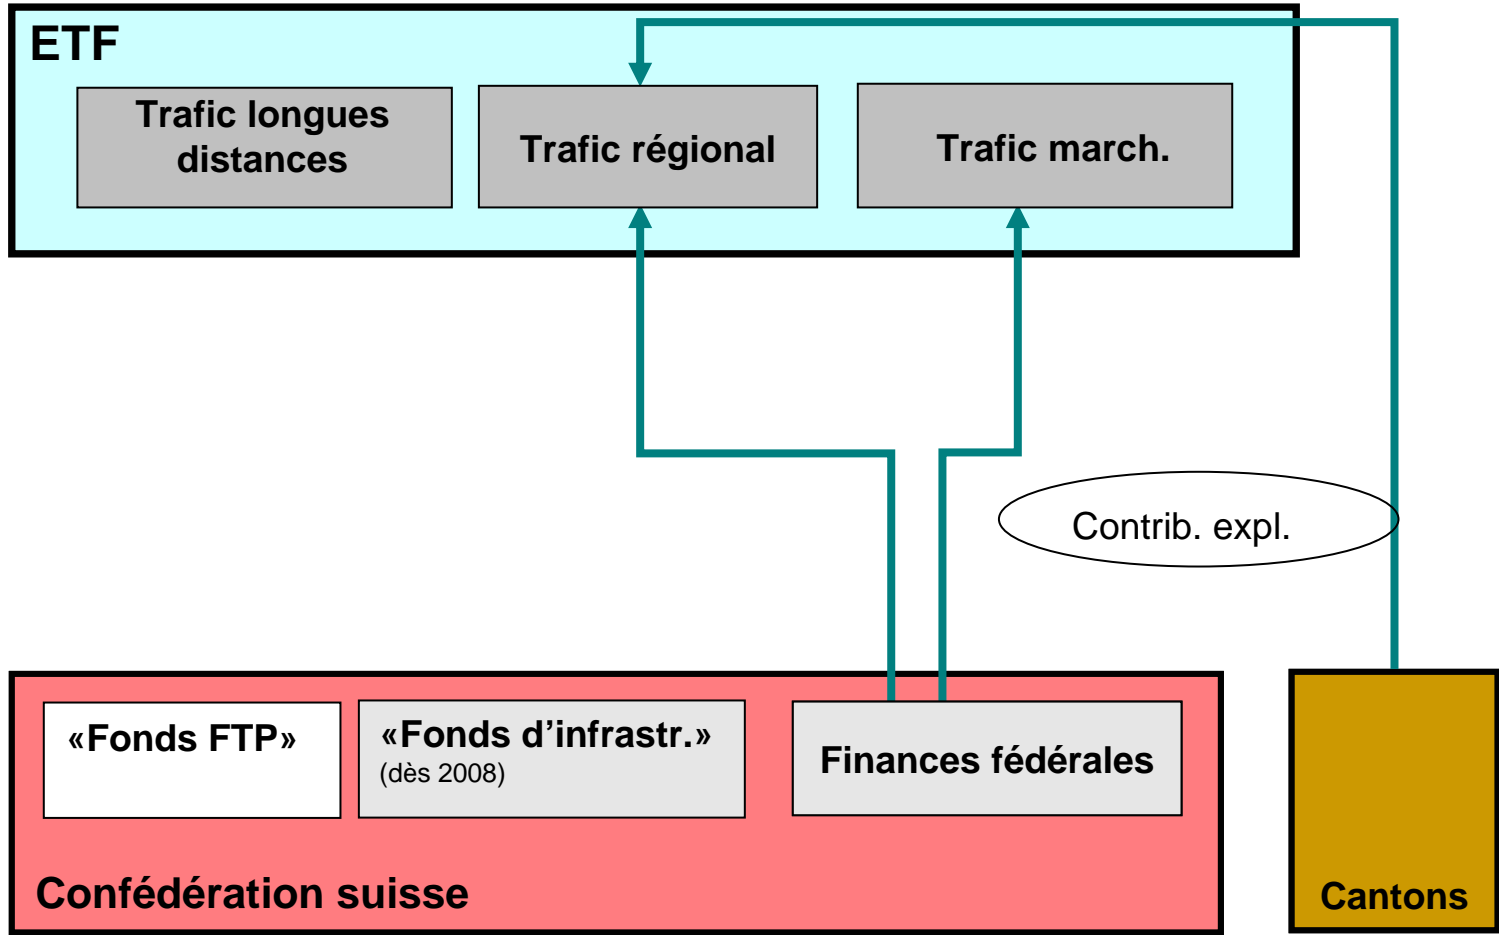 ETF
Trafic longues
distances
Trafic régional
Trafic march.
Contrib. expl.
«Fonds FTP»
«Fonds d’infrastr.»
(dès 2008)
Finances fédérales
Confédération suisse
Cantons